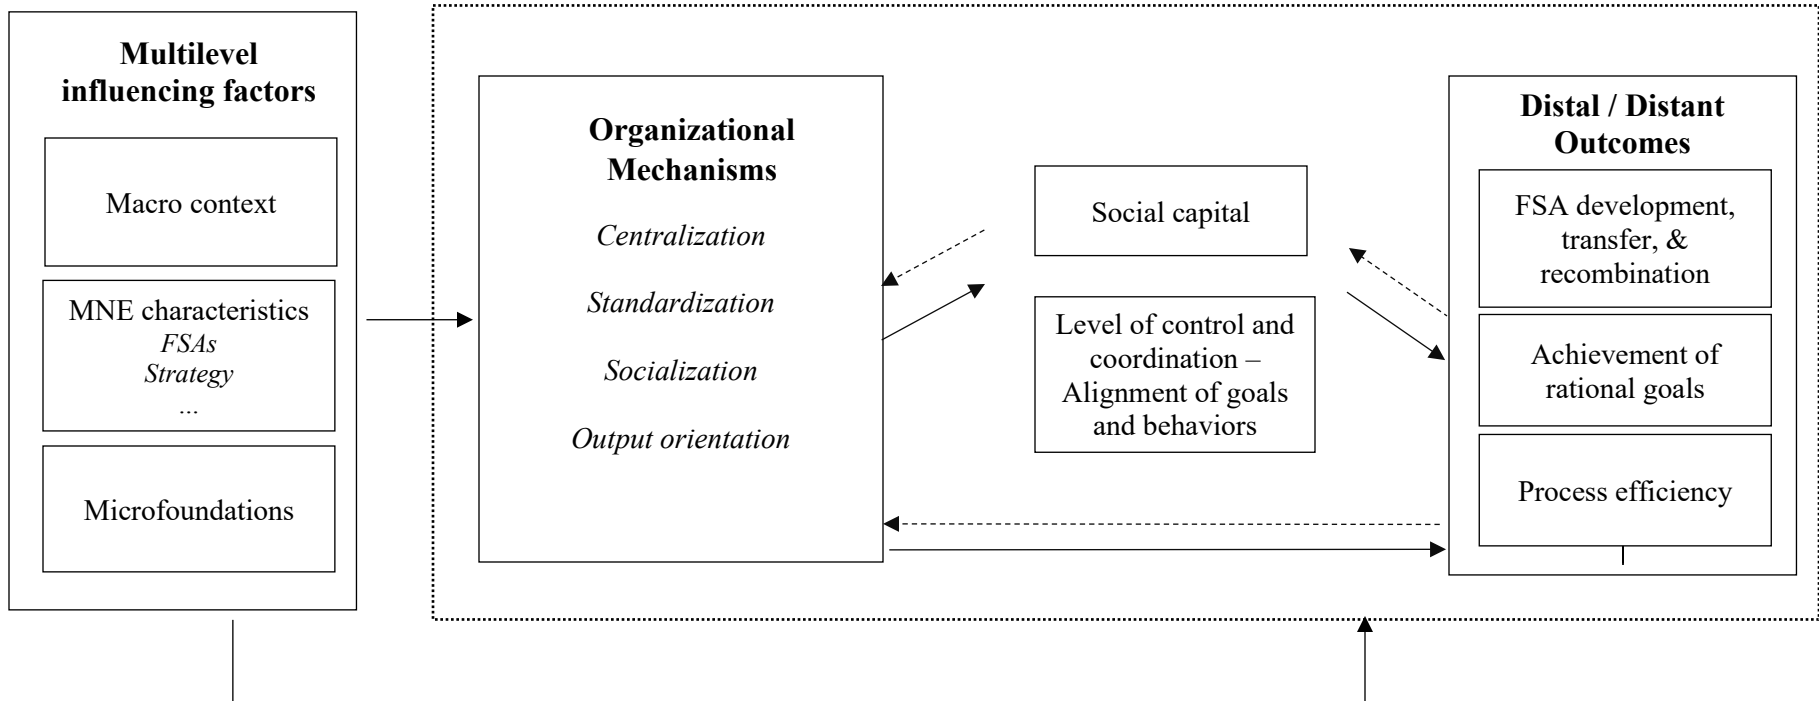 Multilevel
influencing factors
Macro context
MNE characteristics
FSAs
Strategy
...
Microfoundations
Organizational
Mechanisms
Centralization
Standardization
Socialization
Output orientation
Social capital
Level of control and
coordination –
Alignment of goals
and behaviors
Distal / Distant
Outcomes
FSA development,
transfer, &
recombination
Achievement of
rational goals
Process efficiency